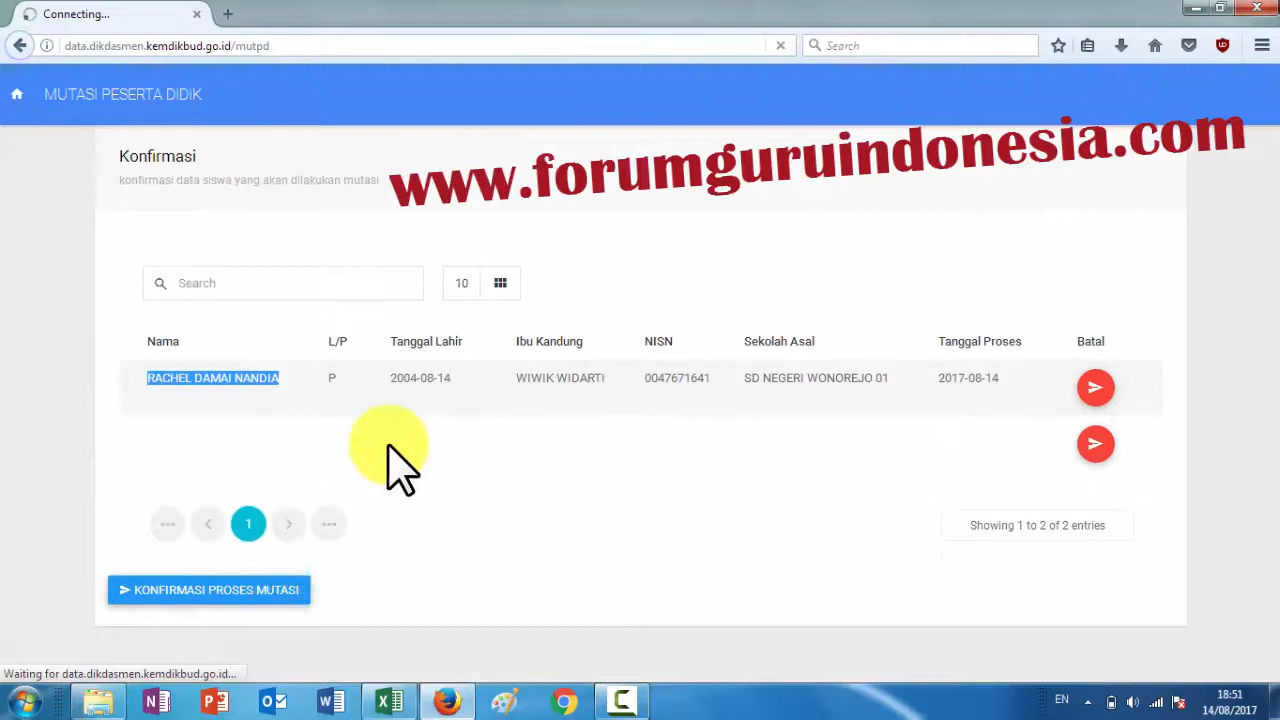 Connecting...
data.dikdasmen.kemdikbud.go.id/mutpd
Search
MUTASI PESERTA DIDIK
www.forumguruindonesia.com
Konfirmasi
konfirmasi data siswa yang akan dilakukan mutasi
Search
10
Nama L/P Tanggal Lahir Ibu Kandung NISN Sekolah Asal Tanggal Proses Batal
RACHEL DAMAI NANDIA P 2004-08-14 WIWIK WIDARTI 0047671641 SD NEGERI WONOREJO 01 2017-08-14
1
Showing 1 to 2 of 2 entries
KONFIRMASI PROSES MUTASI
Waiting for data.dikdasmen.kemdikbud.go.id...
EN
18:51
14/08/2017